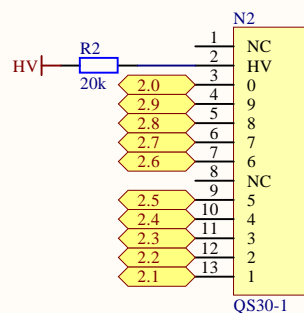 N2
1 NC
R2
HV 2 HV
20k 3
2.0 0
4
2.9 9
5
2.8 8
6
2.7 7
7
2.6 6
8
NC
9
2.5 5
10
2.4 4
11
2.3 3
12
2.2 2
13
2.1 1
QS30-1